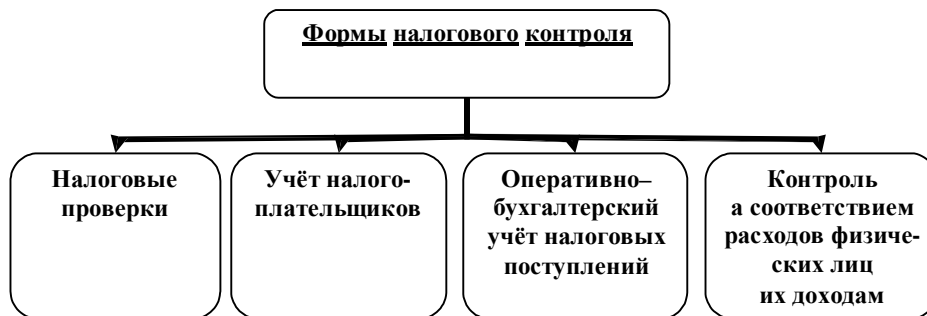 Формы налогового контроля
Налоговые
проверки
Учёт налого-
плательщиков
Оперативно–
бухгалтерский
учёт налоговых
поступлений
Контроль
а соответствием
расходов физиче-
ских лиц
их доходам